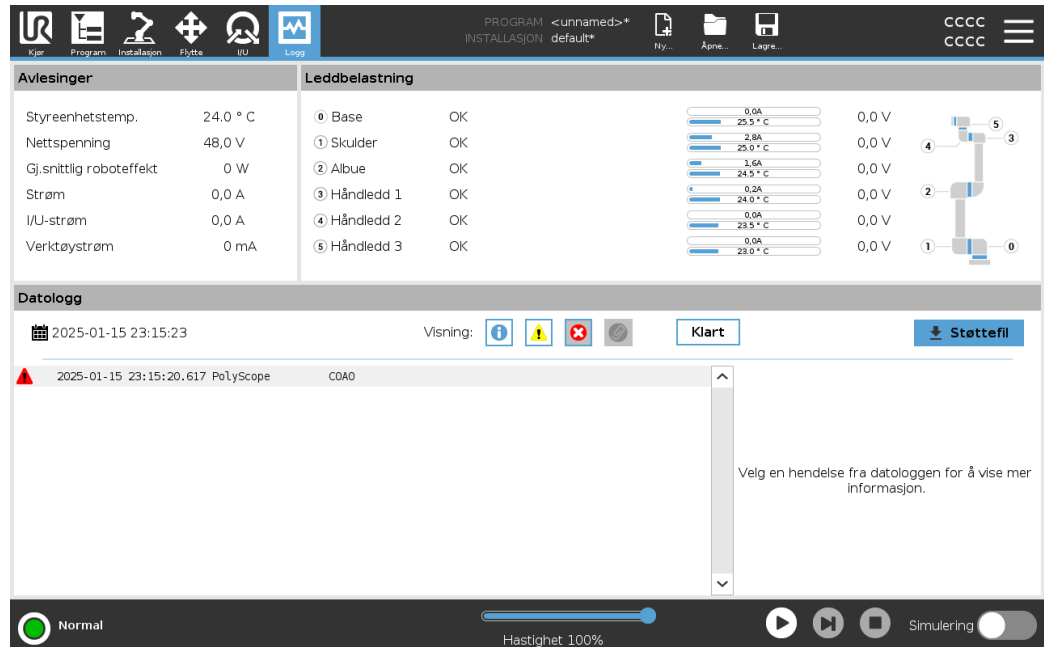 Kjør
Program
Installasjon
Flytte
I/U
Logg
PROGRAM <unnamed>*
INSTALLASJON default*
Ny...
Åpne...
Lagre...
CCCC
CCCC
Avlesinger
Leddbelastning
Styreenhetstemp. 24.0 ° C
Nettspenning 48,0 V
Gj.snittlig roboteffekt 0 W
Strøm 0,0 A
I/U-strøm 0,0 A
Verktøystrøm 0 mA
0 Base OK 0,0A 25.5 ° C 0,0 V
1 Skulder OK 2,8A 25.0 ° C 0,0 V
2 Albue OK 1,6A 24.5 ° C 0,0 V
3 Håndledd 1 OK 0,2A 24.0 ° C 0,0 V
4 Håndledd 2 OK 0,0A 23.5 ° C 0,0 V
5 Håndledd 3 OK 0,0A 23.0 ° C 0,0 V
5
3
4
2
1
0
Datologg
2025-01-15 23:15:23
Visning:
Klart
Støttefil
2025-01-15 23:15:20.617 PolyScope C0A0
Velg en hendelse fra datologgen for å vise mer
informasjon.
Normal
Hastighet 100%
Simulering